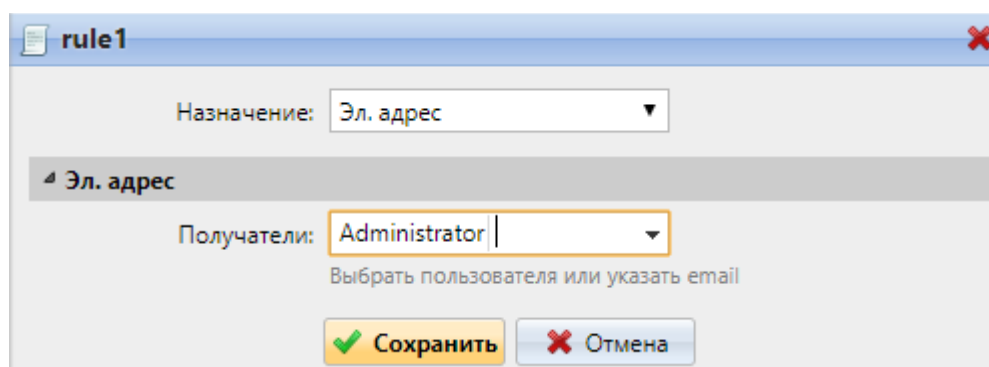 rule1
Назначение: Эл. адрес
Эл. адрес
Получатели: Administrator
Выбрать пользователя или указать email
Сохранить Отмена